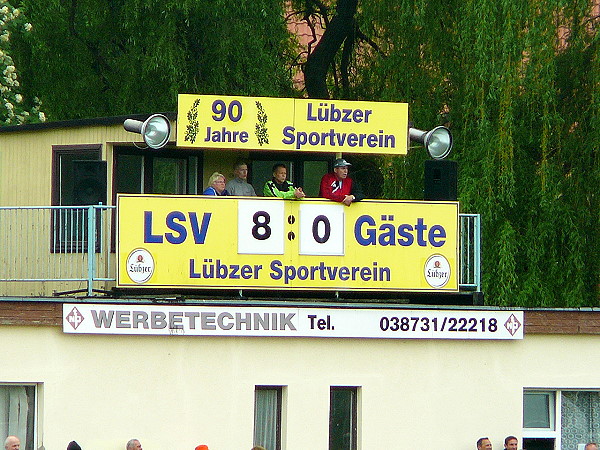 90 Jahre
Lübzer Sportverein
LSV 8 : 0 Gäste
Lübzer Sportverein
Lübzer
Lübzer
WERBETECHNIK Tel. 038731/22218